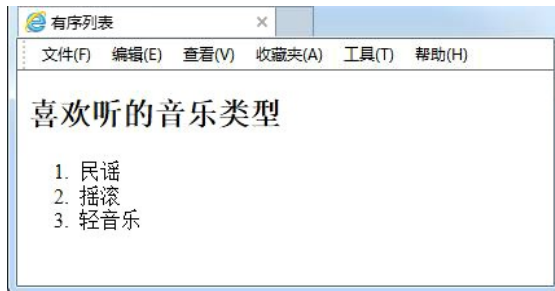 有序列表
文件(F) 编辑(E) 查看(V) 收藏夹(A) 工具(T) 帮助(H)
喜欢听的音乐类型
1. 民谣
2. 摇滚
3. 轻音乐